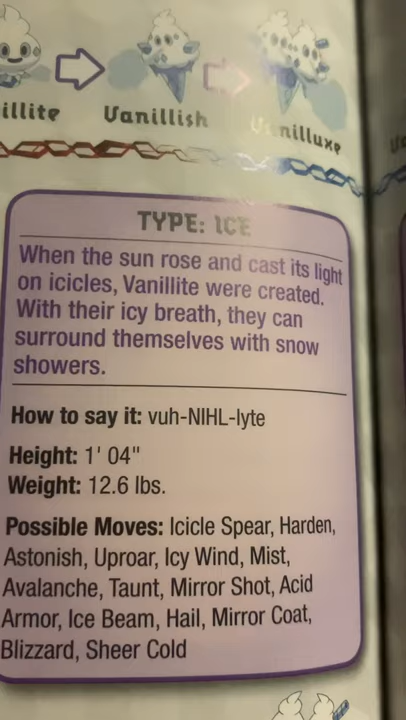 illite Vanillish Vanilluxe
TYPE: ICE
When the sun rose and cast its light
on icicles, Vanillite were created.
With their icy breath, they can
surround themselves with snow
showers.
How to say it: vuh-NIHL-lyte
Height: 1' 04"
Weight: 12.6 lbs.
Possible Moves: Icicle Spear, Harden,
Astonish, Uproar, Icy Wind, Mist,
Avalanche, Taunt, Mirror Shot, Acid
Armor, Ice Beam, Hail, Mirror Coat,
Blizzard, Sheer Cold